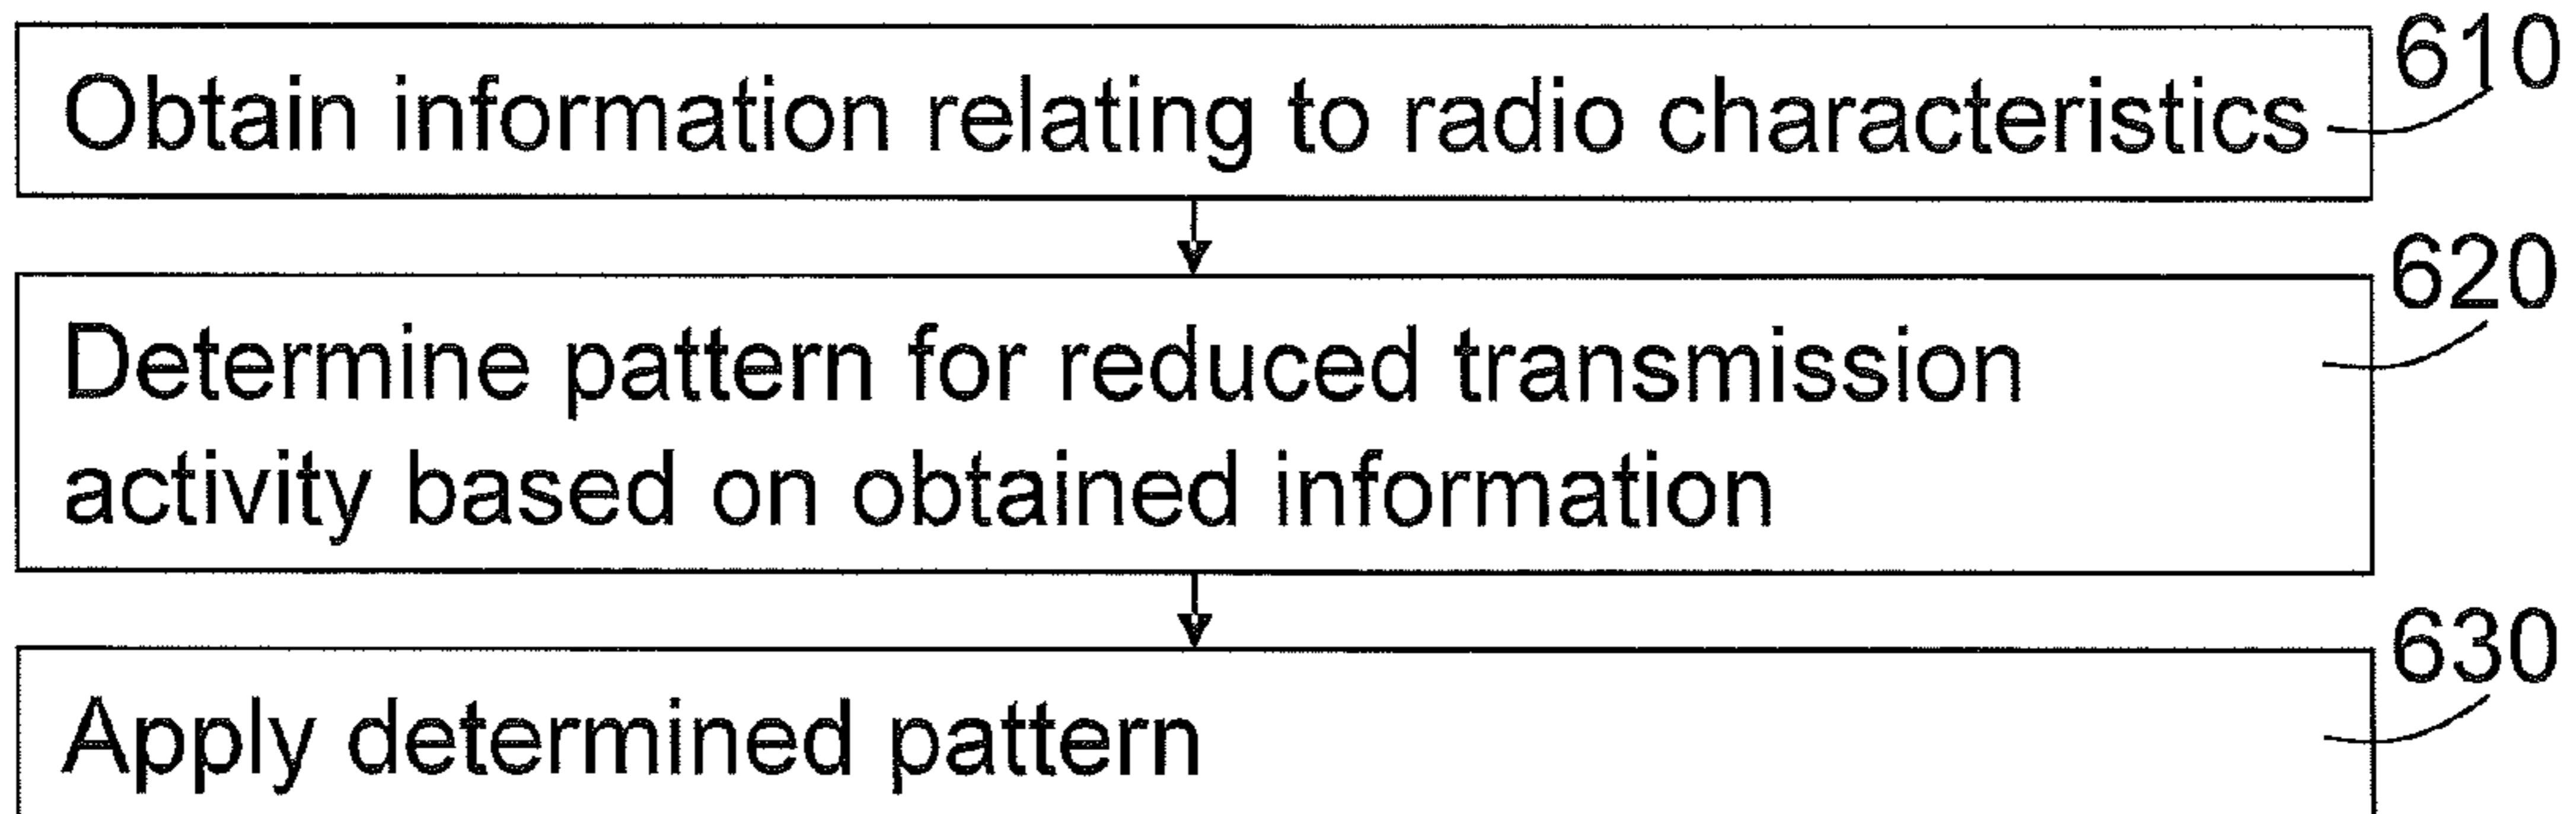 Obtain information relating to radio characteristics
610
Determine pattern for reduced transmission
activity based on obtained information
620
Apply determined pattern
630